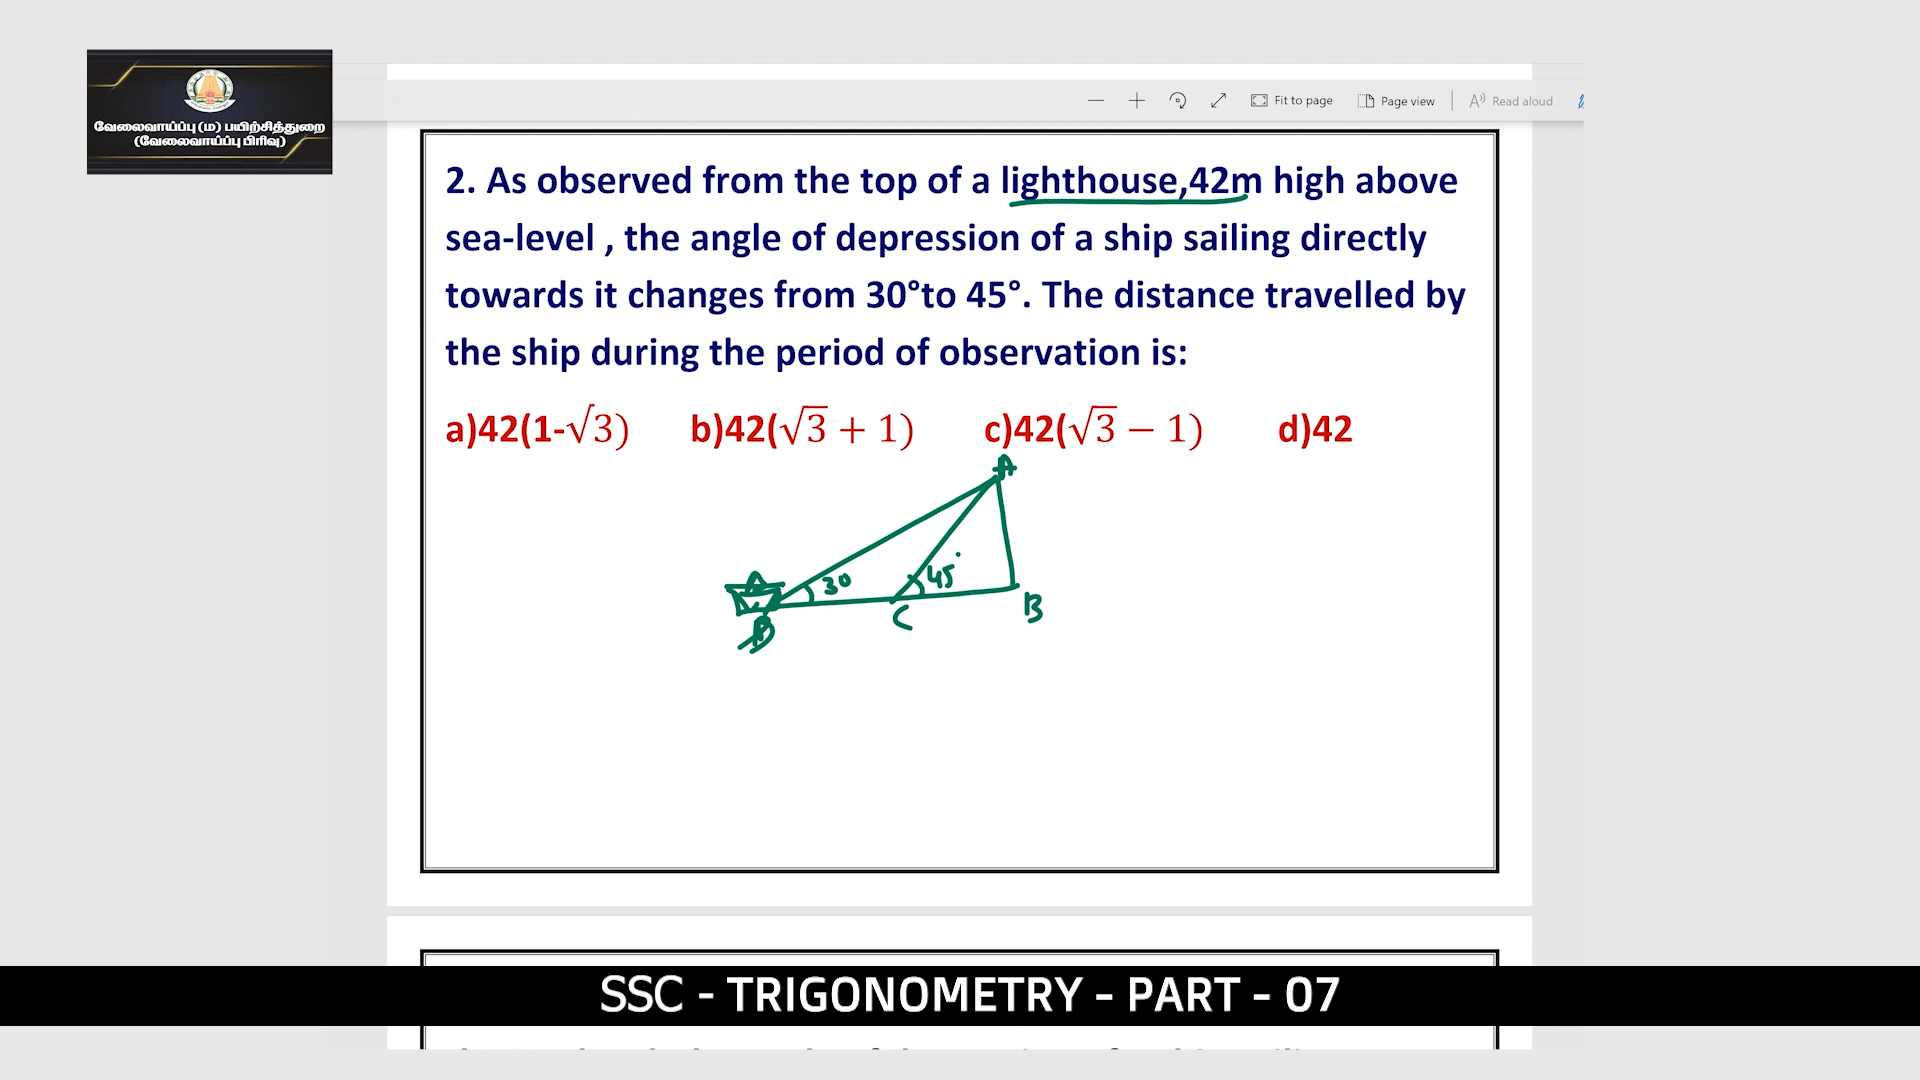 வேலைவாய்ப்பு (ம) பயிற்சித்துறை
(வேலைவாய்ப்பு பிரிவு)
Fit to page
Page view
Read aloud
2. As observed from the top of a lighthouse,42m high above
sea-level , the angle of depression of a ship sailing directly
towards it changes from 30°to 45°. The distance travelled by
the ship during the period of observation is:
a)42(1-√3) b)42(√3 + 1) c)42(√3 − 1) d)42
A
30
45°
D
C
B
SSC - TRIGONOMETRY - PART - 07